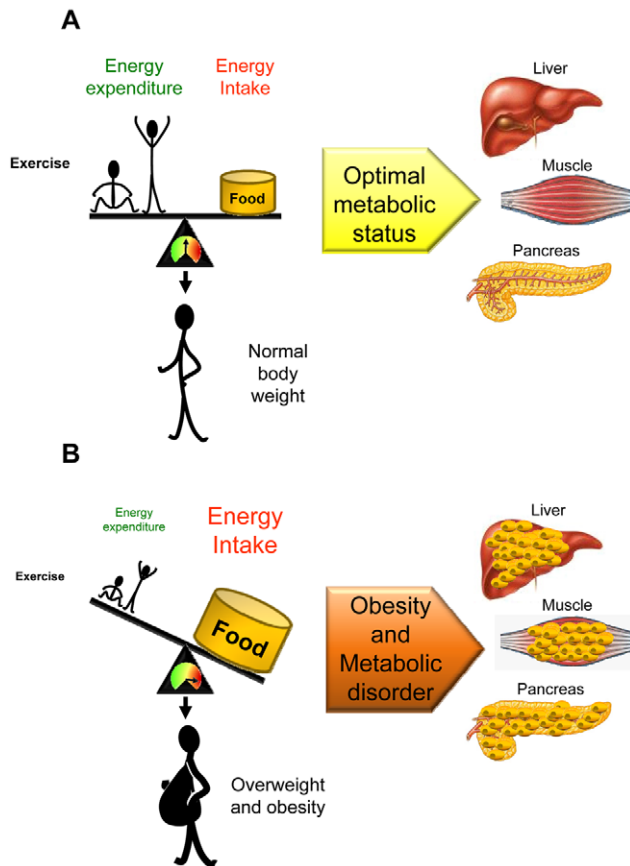 A
Energy
expenditure
Energy
Intake
Exercise
Food
Optimal
metabolic
status
Liver
Muscle
Pancreas
Normal
body
weight
B
Energy
expenditure
Energy
Intake
Exercise
Food
Obesity
and
Metabolic
disorder
Liver
Muscle
Pancreas
Overweight
and obesity